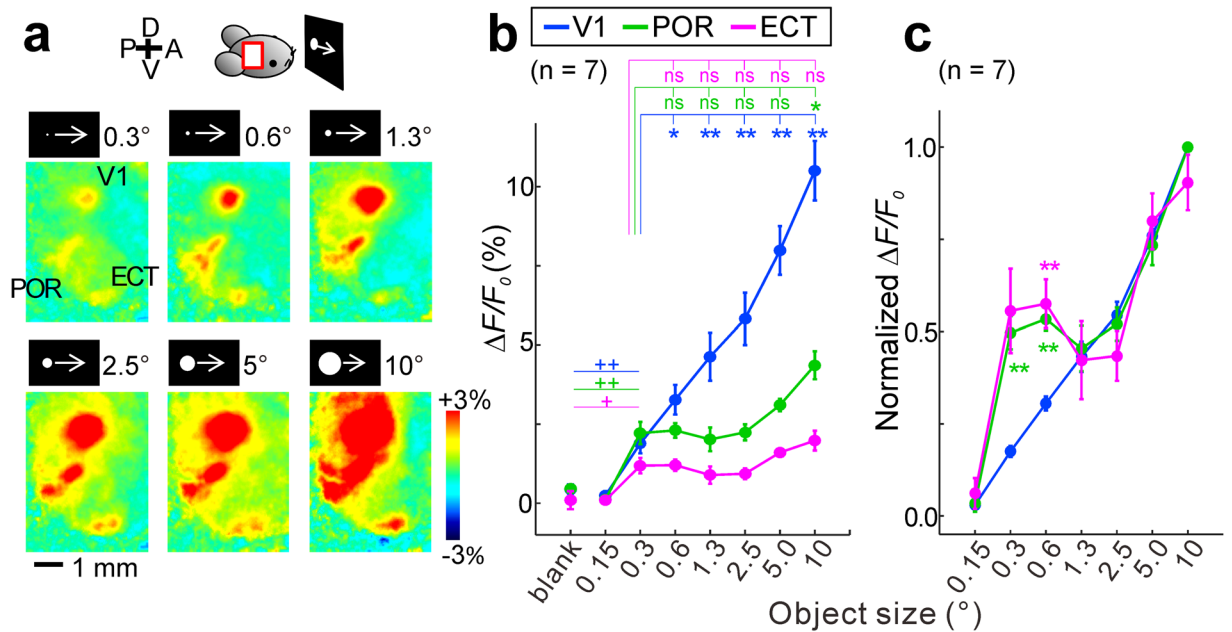 a
D
P A
V
0.3°
0.6°
1.3°
V1
POR
ECT
2.5°
5°
10°
+3%
-3%
1 mm
b
V1 POR ECT
(n = 7)
ns ns ns ns ns
ns ns ns ns *
* ** ** ** **
ΔF/F0 (%)
10
5
0
++
++
+
blank 0.15 0.3 0.6 1.3 2.5 5.0 10
Object size (°)
c
(n = 7)
Normalized ΔF/F0
1.0
0.5
0.0
**
**
**
0.15 0.3 0.6 1.3 2.5 5.0 10